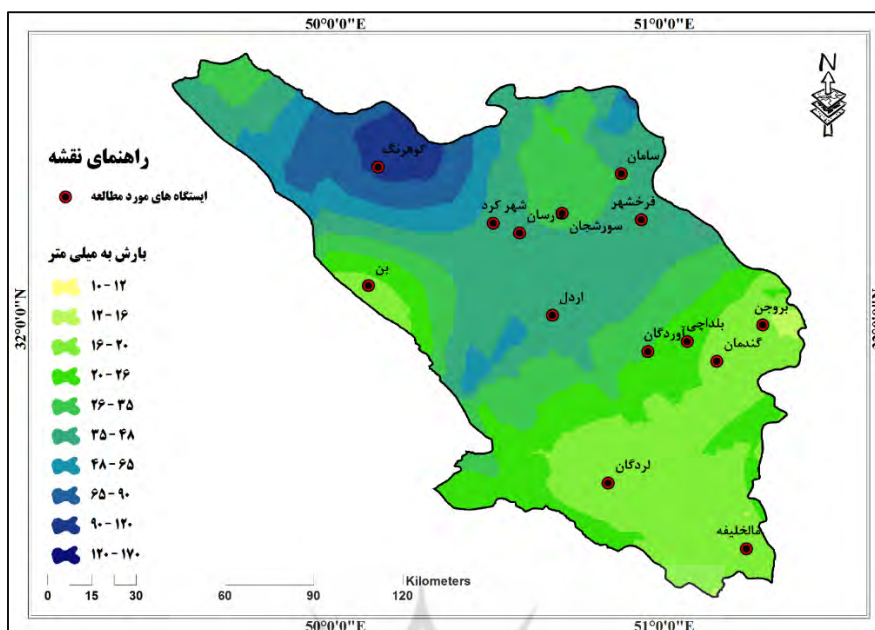 50°0'0"E 51°0'0"E
N
راهنمای نقشه
ایستگاه های مورد مطالعه
بارش به میلی متر
۱۰ - ۱۲
۱۲ - ۱۶
۱۶ - ۲۰
۲۰ - ۲۶
۲۶ - ۳۵
۳۵ - ۴۸
۴۸ - ۶۵
۶۵ - ۹۰
۹۰ - ۱۲۰
۱۲۰ - ۱۷۰
کوهرنگ
سامان
شهر کرد
رسان
سورشجان
فرخشهر
بن
اردل
بروجن
بلداچی
آوردگان
گندمان
لردگان
مالخلیفه
32°0'0"N
Kilometers
0 15 30 60 90 120
50°0'0"E 51°0'0"E